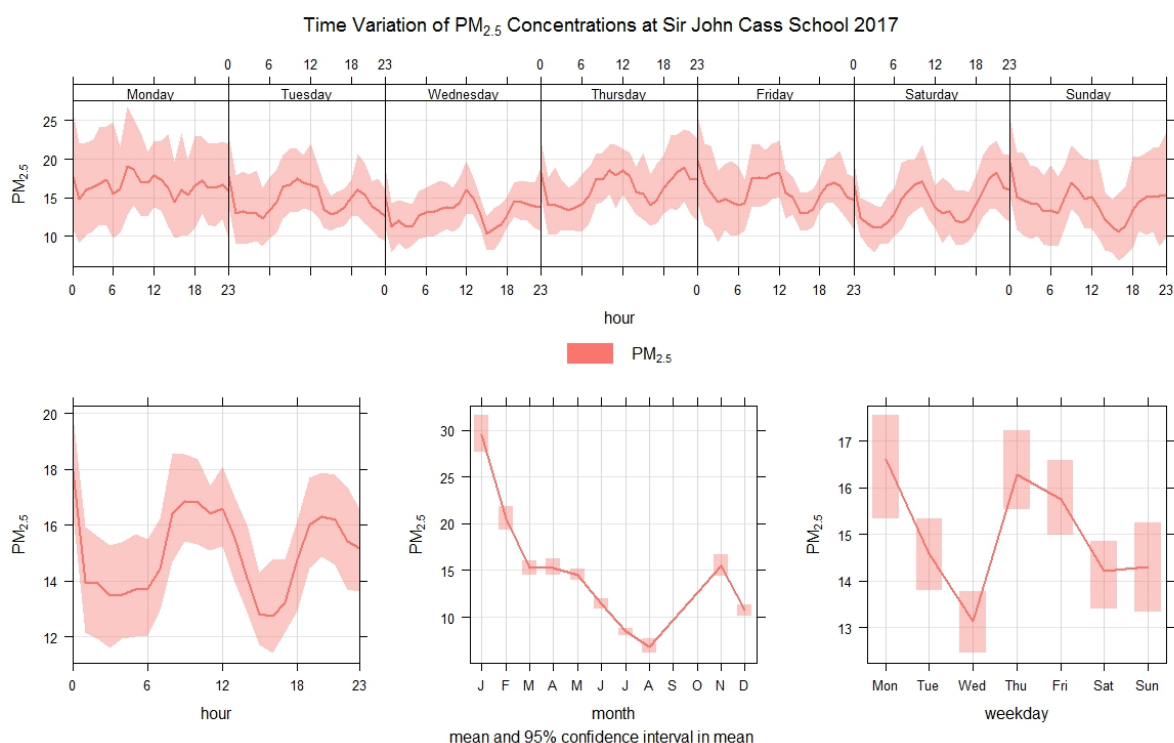 Time Variation of PM2.5 Concentrations at Sir John Cass School 2017
0 6 12 18 23 0 6 12 18 23 0 6 12 18 23
Monday Tuesday Wednesday Thursday Friday Saturday Sunday
25
20
15
10
PM2.5
0 6 12 18 23 0 6 12 18 23 0 6 12 18 23 0 6 12 18 23
hour
PM2.5
20
18
16
14
12
PM2.5
0 6 12 18 23
hour
30
25
20
15
10
PM2.5
J F M A M J J A S O N D
month
17
16
15
14
13
PM2.5
Mon Tue Wed Thu Fri Sat Sun
weekday
mean and 95% confidence interval in mean